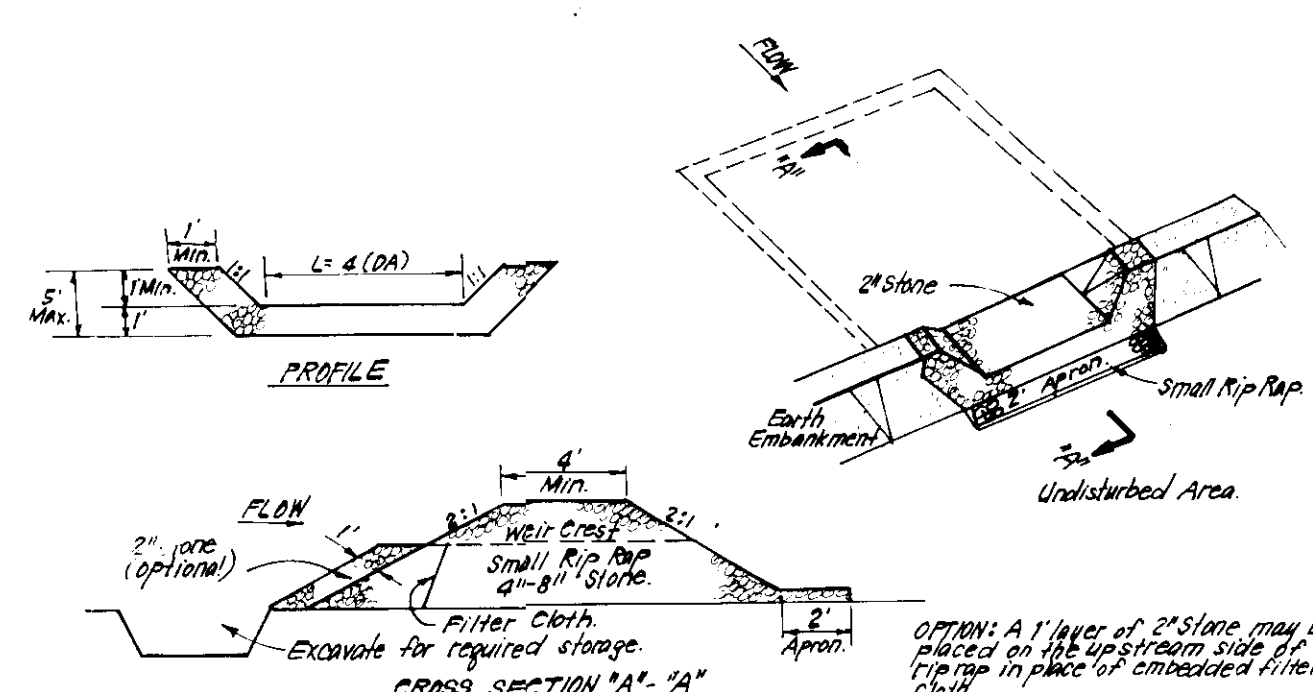 FLOW
"A"
1'
Min.
1:1
L= 4 (DA)
1:1
1' Min.
5'
Max.
1'
PROFILE
2" Stone
2' Apron.
Small Rip Rap.
Earth
Embankment
"A"
Undisturbed Area.
4'
Min.
FLOW
2:1
2:1
1'
Weir Crest
2"
(optional)
Small Rip Rap
4"-8" Stone.
Filter Cloth.
Excavate for required storage.
2'
Apron.
CROSS SECTION "A"-"A"
OPTION: A 1' layer of 2" Stone may
placed on the upstream side of
rip rap in place of embedded filter
cloth